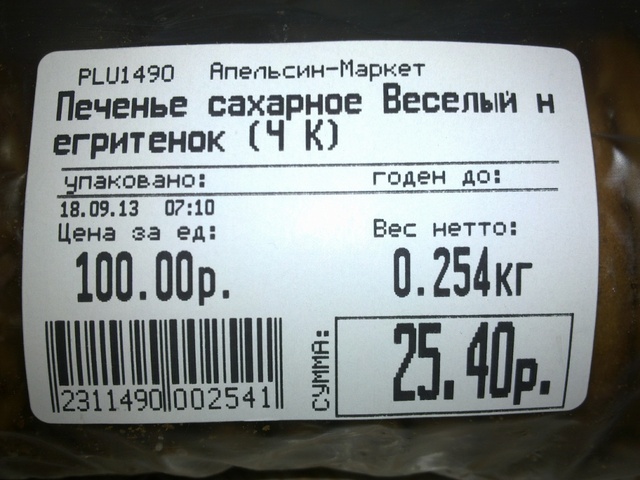 PLU1490 Апельсин-Маркет
Печенье сахарное Веселый н
егритенок (Ч К)
упаковано: годен до:
18.09.13 07:10
Цена за ед: Вес нетто:
100.00р. 0.254кг
СУММА: 25.40р.
2311490 002541